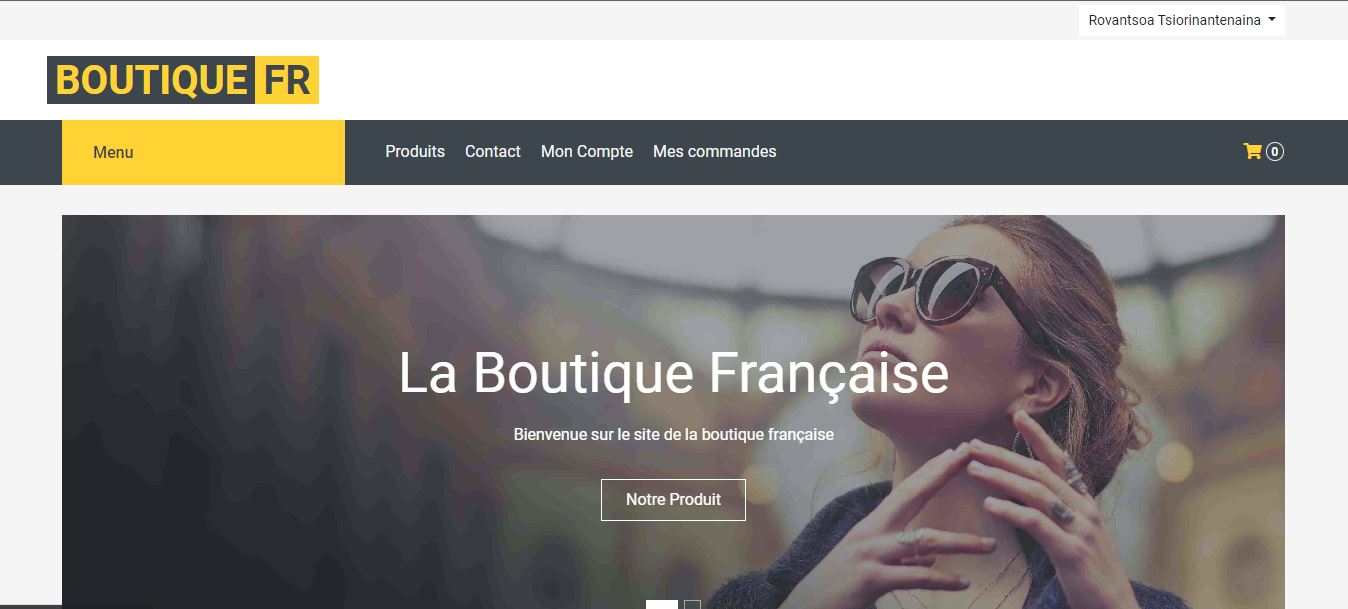 Rovantsoa Tsiorinantenaina
BOUTIQUE FR
Menu Produits Contact Mon Compte Mes commandes 0
La Boutique Française
Bienvenue sur le site de la boutique française
Notre Produit